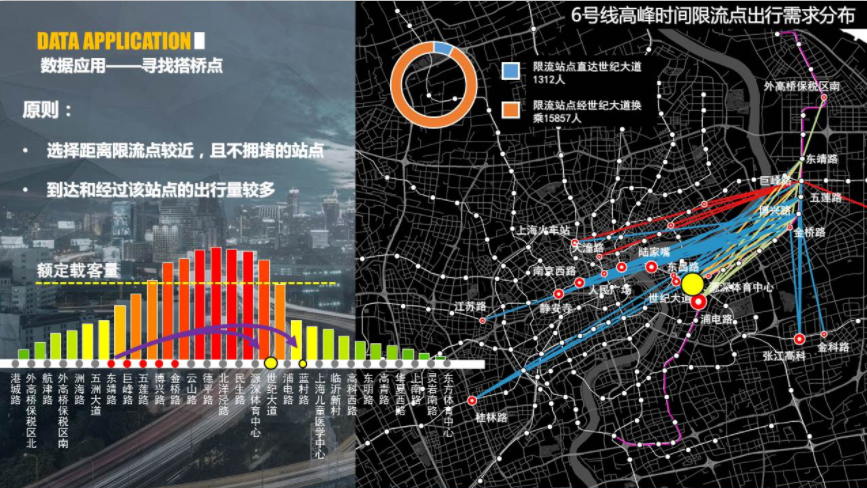 DATA APPLICATION
数据应用——寻找搭桥点
原则：
• 选择距离限流点较近，且不拥堵的站点
• 到达和经过该站点的出行量较多
额定载客量
港城路
外高桥保税区北
航津路
外高桥保税区南
洲海路
五洲大道
东靖路
巨峰路
五莲路
博兴路
金桥路
云山路
德平路
北洋泾路
民生路
源深体育中心
世纪大道
浦电路
蓝村路
上海儿童医学中心
临沂新村
高科西路
东明路
高青路
华夏西路
上南路
灵岩南路
东方体育中心
6号线高峰时间限流点出行需求分布
限流站点直达世纪大道
1312人
限流站点经世纪大道换
乘15857人
外高桥保税区南
东靖路
巨峰路
五莲路
博兴路
金桥路
上海火车站
大潼路
陆家嘴
南京西路
东昌路
人民广场
源深体育中心
世纪大道
江苏路
静安寺
浦电路
张江高科
金科路
桂林路